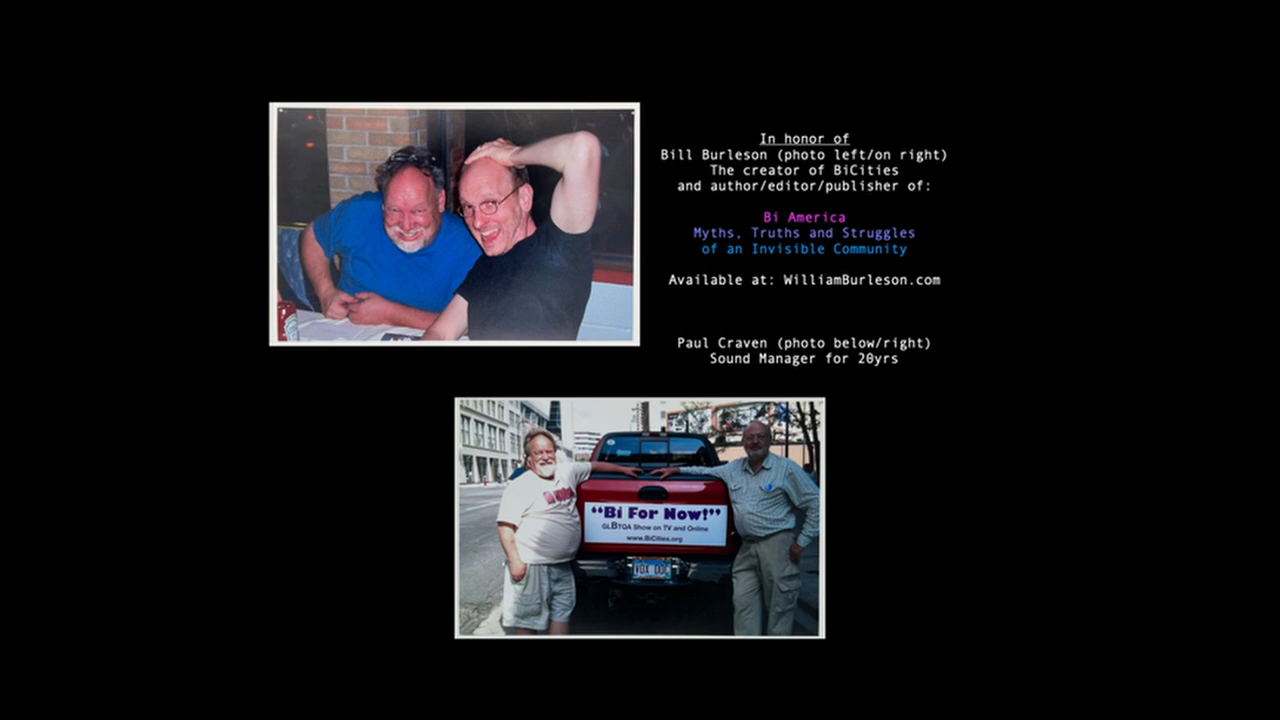 In honor of
Bill Burleson (photo left/on right)
The creator of BiCities
and author/editor/publisher of:
Bi America
Myths, Truths and Struggles
of an Invisible Community
Available at: WilliamBurleson.com
Paul Craven (photo below/right)
Sound Manager for 20yrs
“Bi For Now!”
GLBTQA Show on TV and Online
www.BiCities.org
VOX DOC